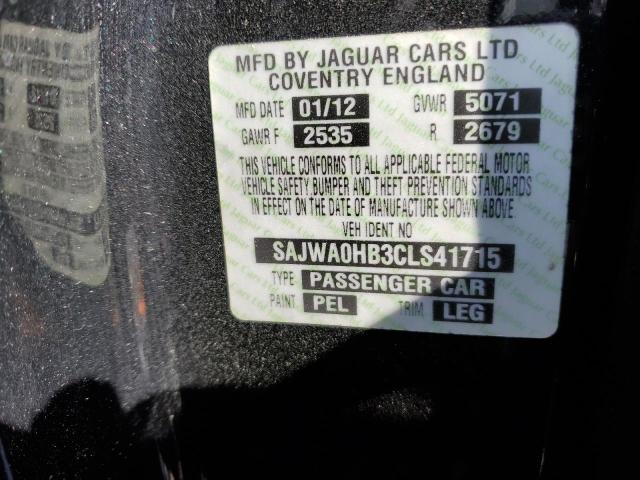 MFD BY JAGUAR CARS LTD
COVENTRY ENGLAND
MFD DATE 01/12 GVWR 5071
GAWR F 2535 R 2679
THIS VEHICLE CONFORMS TO ALL APPLICABLE FEDERAL MOTOR
VEHICLE SAFETY,BUMPER AND THEFT PREVENTION STANDARDS
IN EFFECT ON THE DATE OF MANUFACTURE SHOWN ABOVE
VEH IDENT NO
SAJWA0HB3CLS41715
TYPE PASSENGER CAR
PAINT PEL TRIM LEG